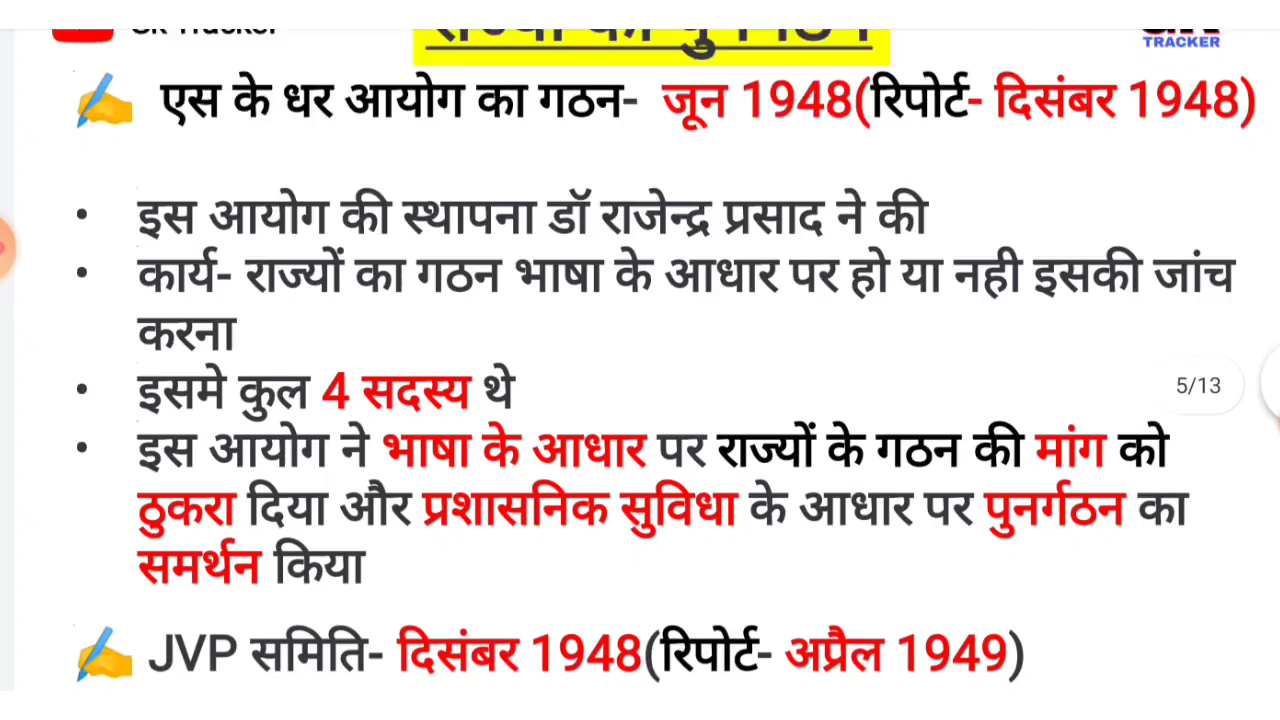 TRACKER
एस के धर आयोग का गठन- जून 1948(रिपोर्ट- दिसंबर 1948)
• इस आयोग की स्थापना डॉ राजेन्द्र प्रसाद ने की
• कार्य- राज्यों का गठन भाषा के आधार पर हो या नही इसकी जांच
करना
• इसमे कुल 4 सदस्य थे
5/13
• इस आयोग ने भाषा के आधार पर राज्यों के गठन की मांग को
ठुकरा दिया और प्रशासनिक सुविधा के आधार पर पुनर्गठन का
समर्थन किया
JVP समिति- दिसंबर 1948(रिपोर्ट- अप्रैल 1949)